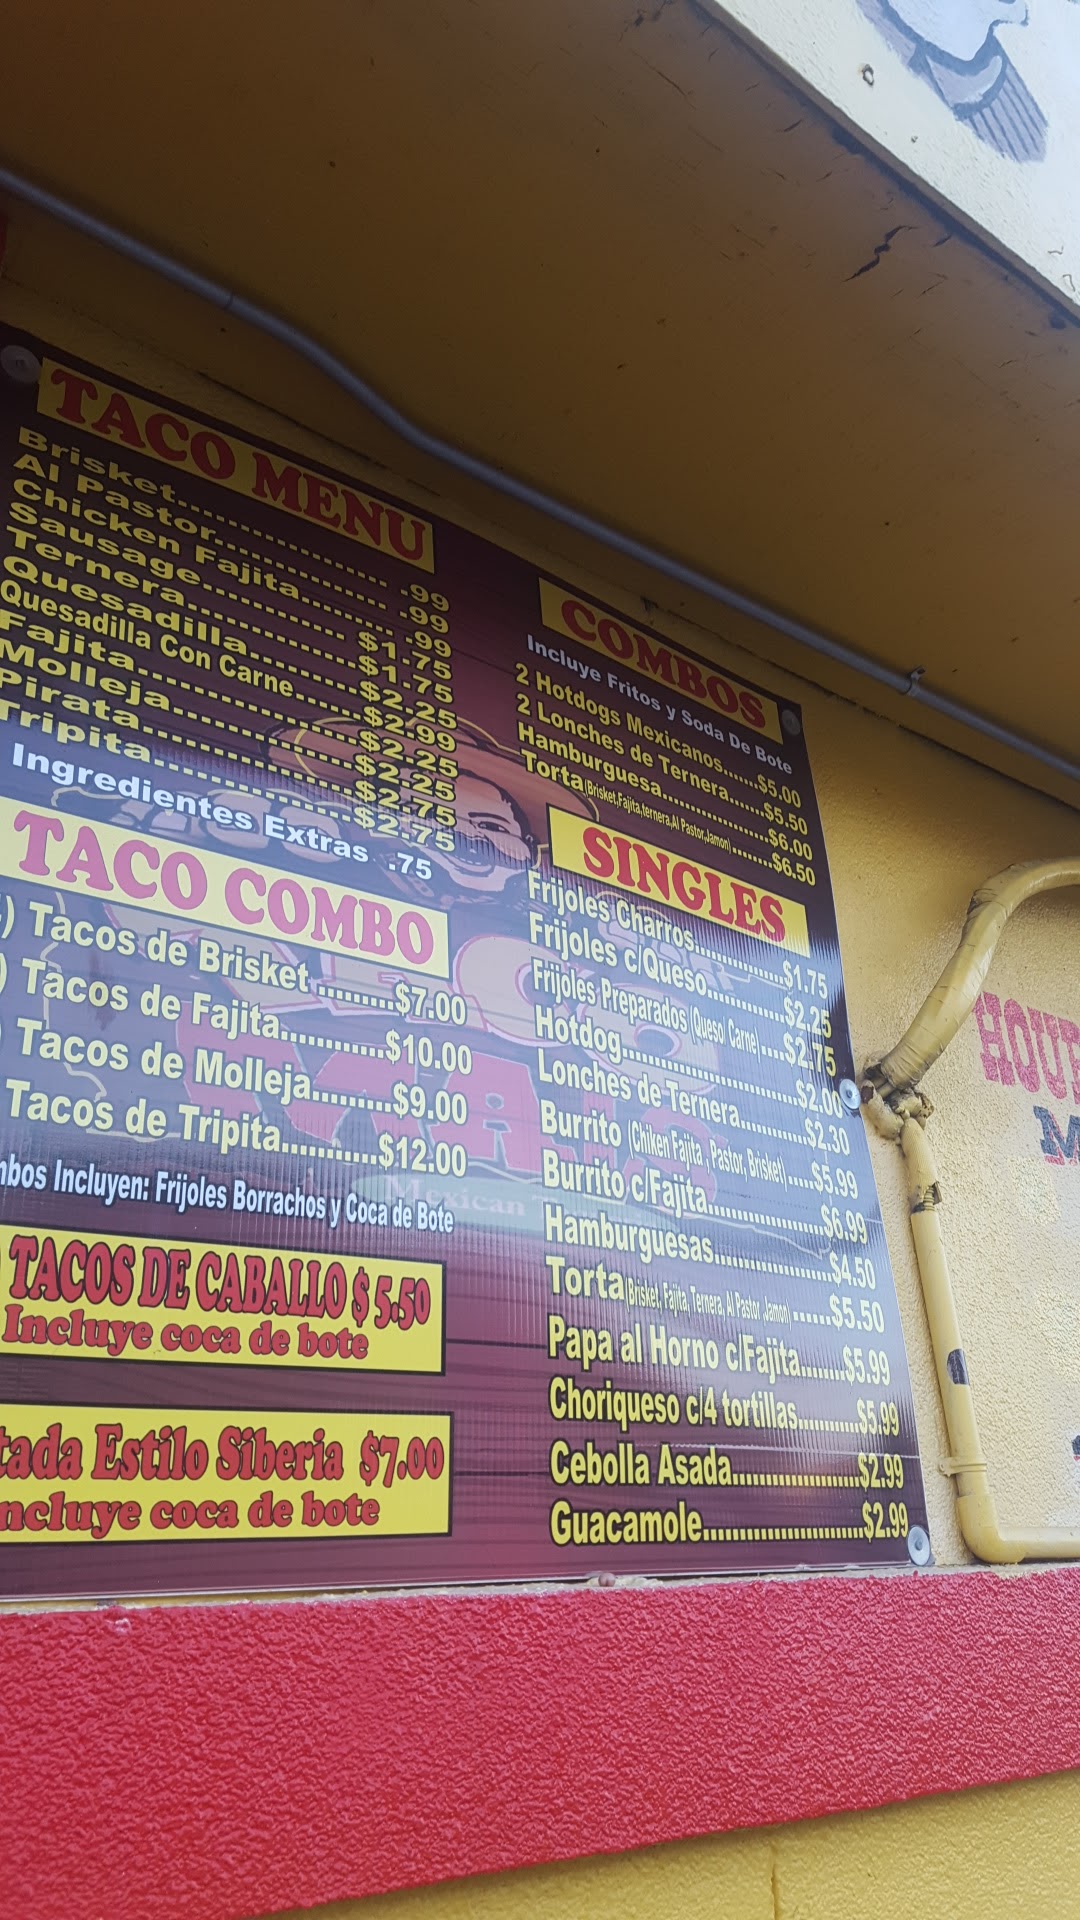 TACO MENU
Brisket.................... .99
Al Pastor.................. .99
Chicken Fajita.......... .99
Sausage.............. $1.75
Ternera................ $1.75
Quesadilla...........$2.25
Quesadilla Con Carne.......$2.99
Fajita....................$2.25
Molleja.................$2.25
Pirata...................$2.75
Tripita..................$2.75
Ingredientes Extras .75
TACO COMBO
) Tacos de Brisket ..........$7.00
) Tacos de Fajita.............$10.00
) Tacos de Molleja..........$9.00
Tacos de Tripita............$12.00
Incluyen: Frijoles Borrachos y Coca de Bote
TACOS DE CABALLO $ 5.50
Incluye coca de bote
Estilo Siberia $7.00
ncluye coca de bote
COMBOS
Incluye Fritos y Soda De Bote
2 Hotdogs Mexicanos......$5.00
2 Lonches de Ternera......$5.50
Hamburguesa..................$6.00
Torta(Brisket,Fajita,ternera,Al Pastor,Jamon)........$6.50
SINGLES
Frijoles Charros................$1.75
Frijoles c/Queso..............$2.25
Frijoles Preparados (Queso/ Carne)....$2.75
Hotdog............................$2.00
Lonches de Ternera...........$2.30
Burrito (Chiken Fajita , Pastor, Brisket).....$5.99
Burrito c/Fajita...................$6.99
Hamburguesas..................$4.50
Torta(Brisket, Fajita, Ternera, Al Pastor ,Jamon) ......$5.50
Papa al Horno c/Fajita.......$5.99
Choriqueso c/4 tortillas..........$5.99
Cebolla Asada....................$2.99
Guacamole.........................$2.99
Mexican